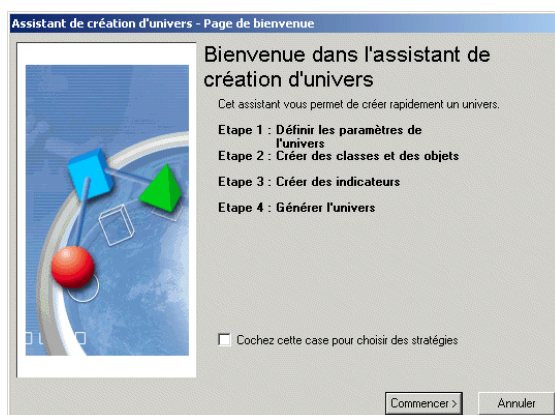 Assistant de création d'univers - Page de bienvenue
Bienvenue dans l'assistant de
création d'univers
Cet assistant vous permet de créer rapidement un univers.
Etape 1 : Définir les paramètres de
l'univers
Etape 2 : Créer des classes et des objets
Etape 3 : Créer des indicateurs
Etape 4 : Générer l'univers
Cochez cette case pour choisir des stratégies
Commencer >
Annuler